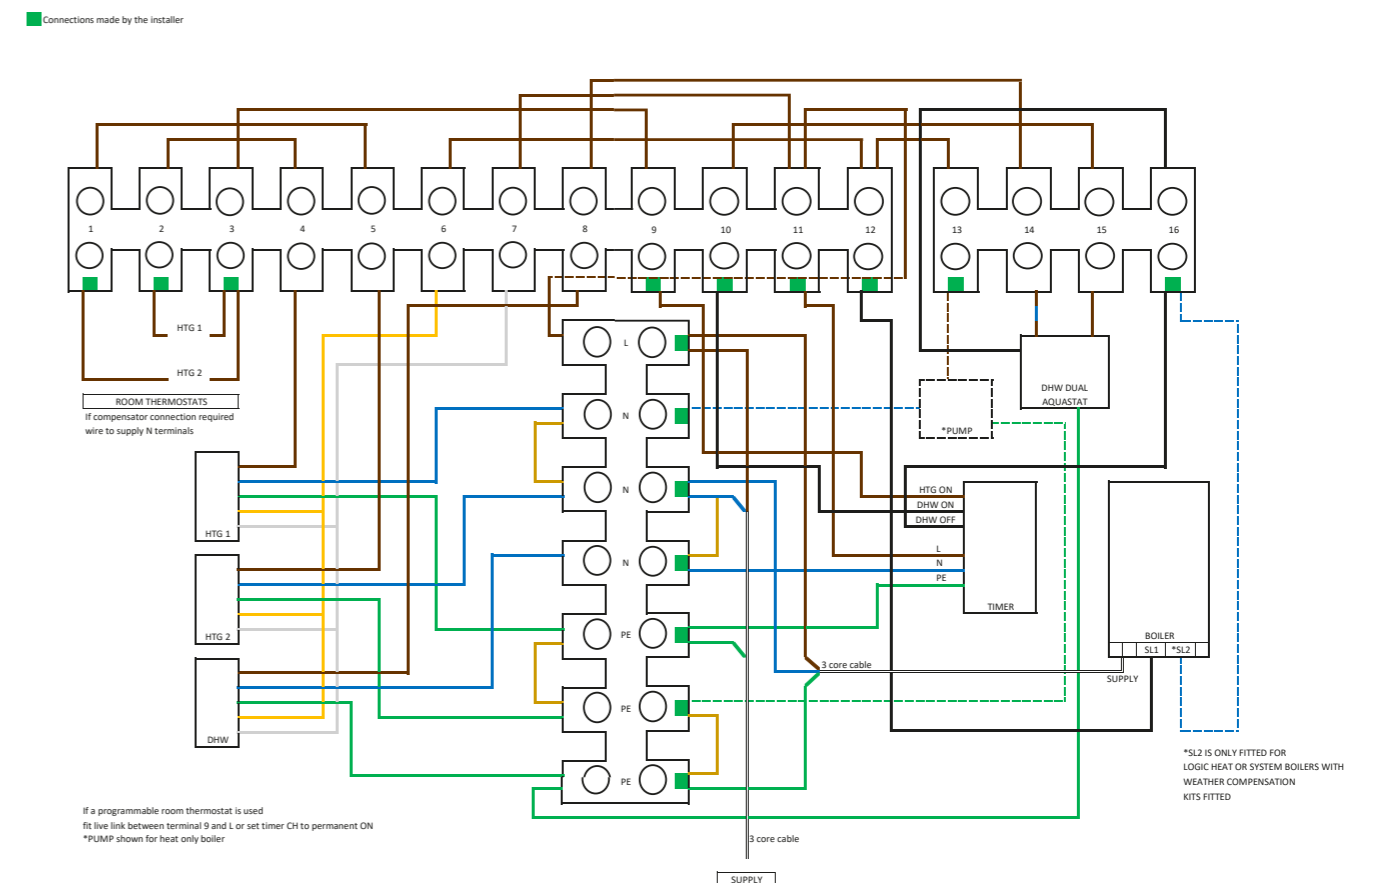 Connections made by the installer
1 2 3 4 5 6 7 8 9 10 11 12 13 14 15 16
HTG 1
HTG 2
ROOM THERMOSTATS
If compensator connection required
wire to supply N terminals
L
N
N
N
PE
PE
PE
DHW DUAL
AQUASTAT
*PUMP
HTG 1
HTG 2
DHW
HTG ON
DHW ON
DHW OFF
L
N
PE
TIMER
BOILER
SL1 *SL2
3 core cable
SUPPLY
*SL2 IS ONLY FITTED FOR
LOGIC HEAT OR SYSTEM BOILERS WITH
WEATHER COMPENSATION
KITS FITTED
If a programmable room thermostat is used
fit live link between terminal 9 and L or set timer CH to permanent ON
*PUMP shown for heat only boiler
3 core cable
SUPPLY